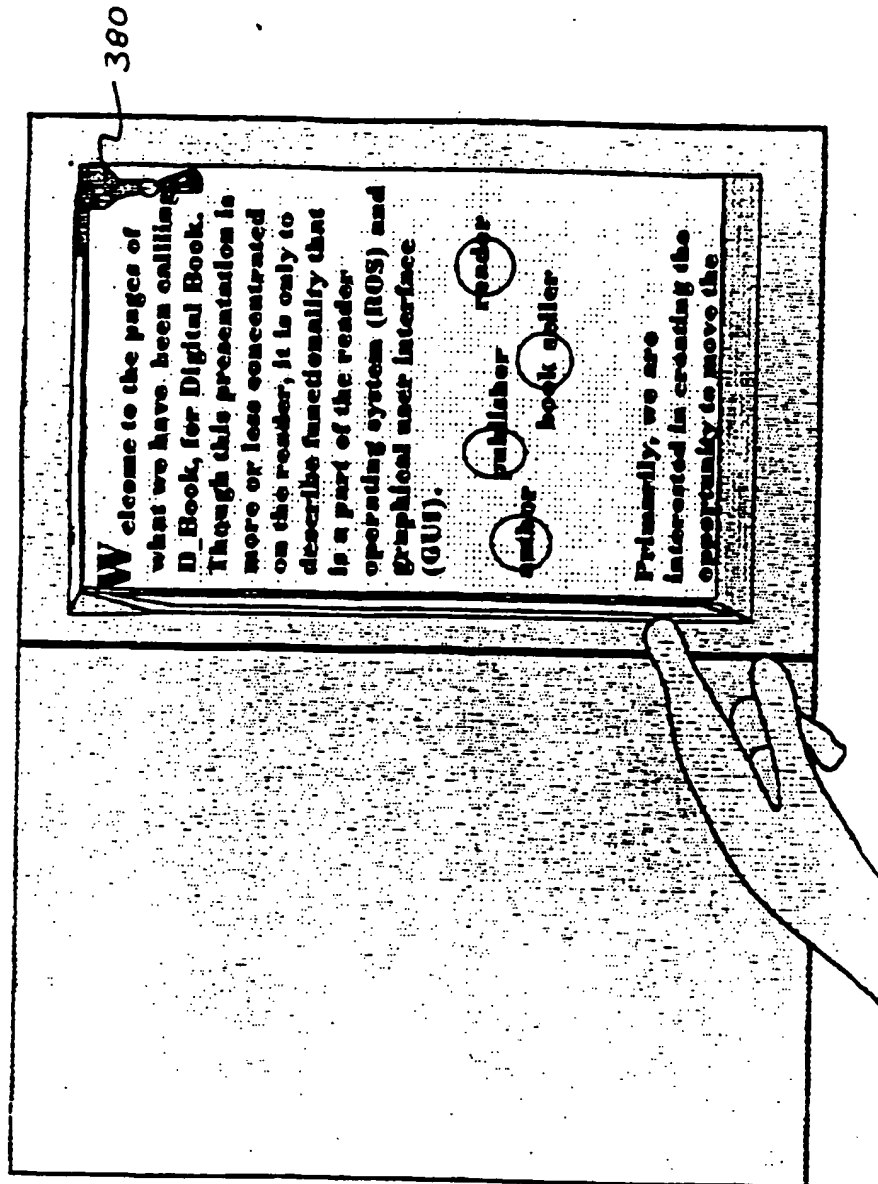 380
Welcome to the pages of
what we have been callling
D_Book, for Digital Book.
Though this presentation is
more or less concentrated
on the reader, it is only to
describe functionality that
is a part of the reader
operating system (ROS) and
graphical user interface
(GUI).
author publisher reader
book seller
Primarily, we are
interested in creating the
opportunity to move the